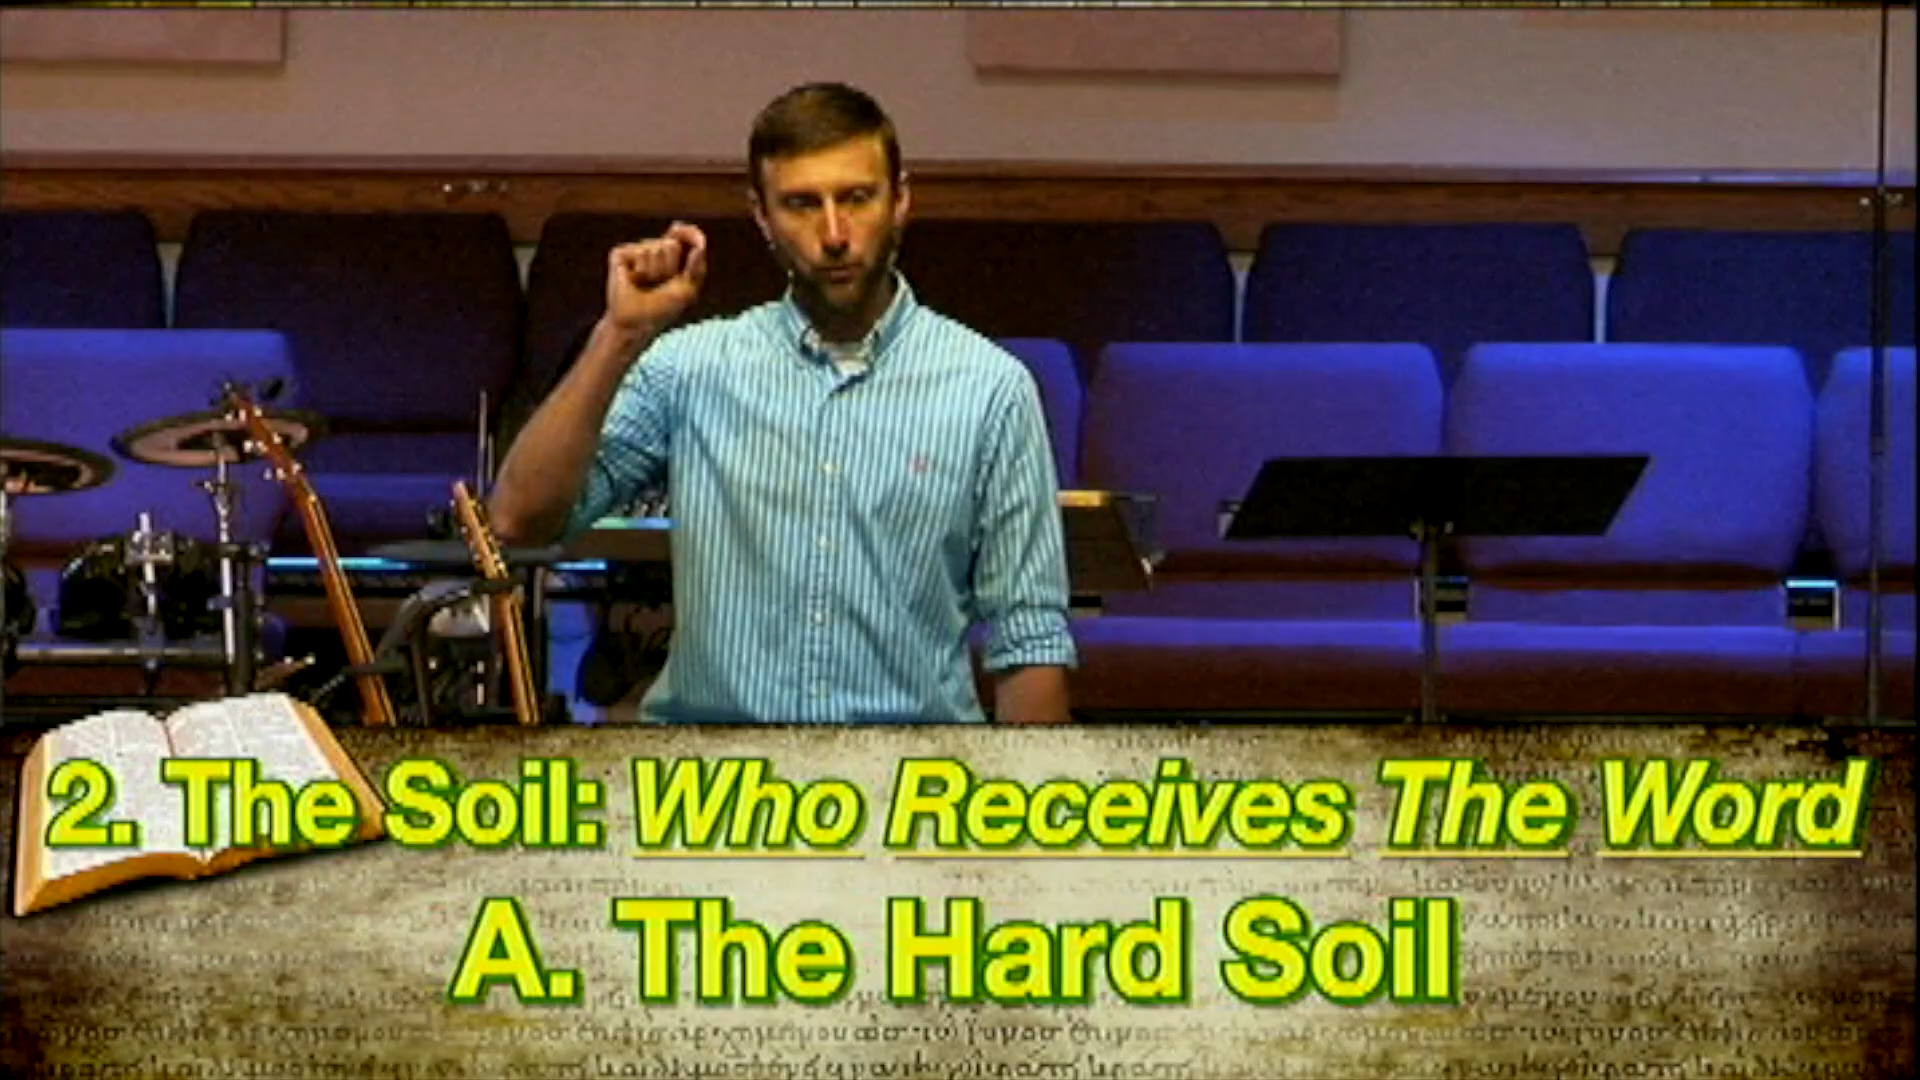 2. The Soil: Who Receives The Word
A. The Hard Soil